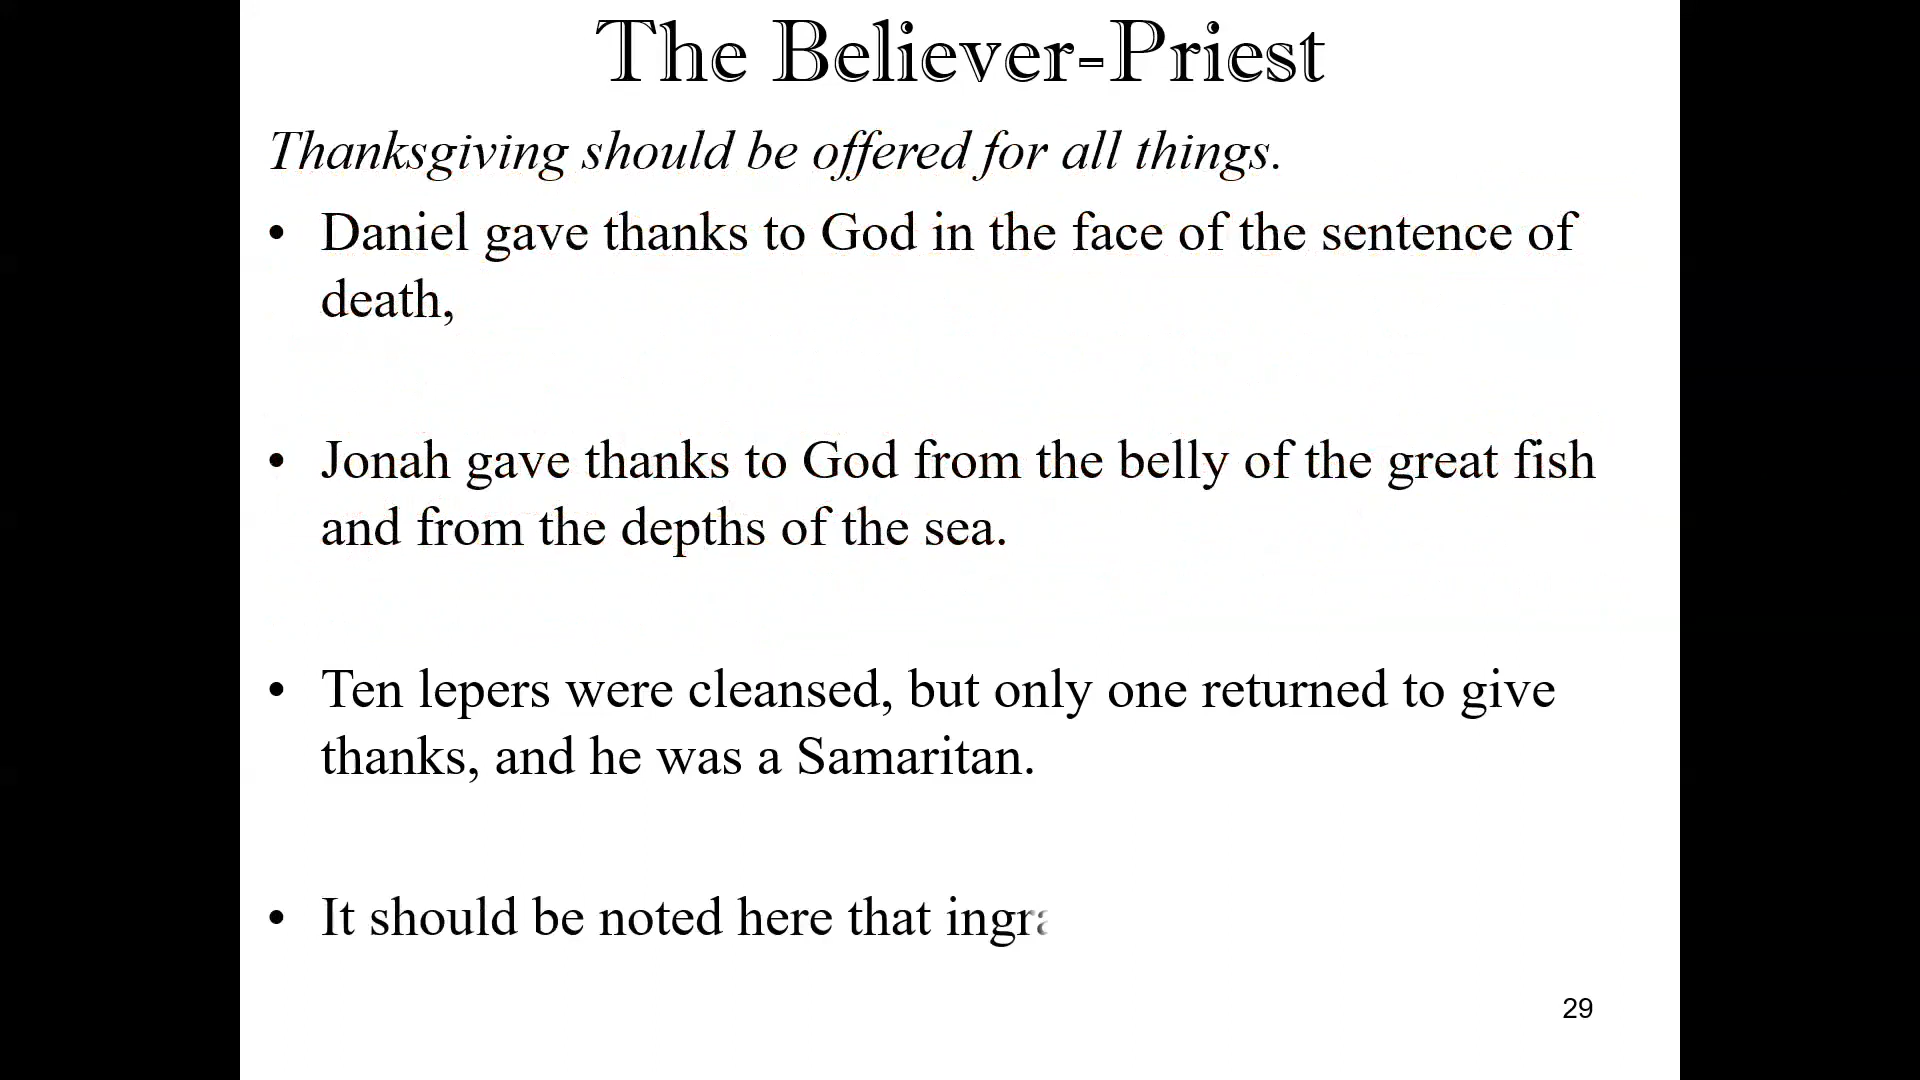 The Believer-Priest
Thanksgiving should be offered for all things.
• Daniel gave thanks to God in the face of the sentence of
death,
• Jonah gave thanks to God from the belly of the great fish
and from the depths of the sea.
• Ten lepers were cleansed, but only one returned to give
thanks, and he was a Samaritan.
• It should be noted here that
29